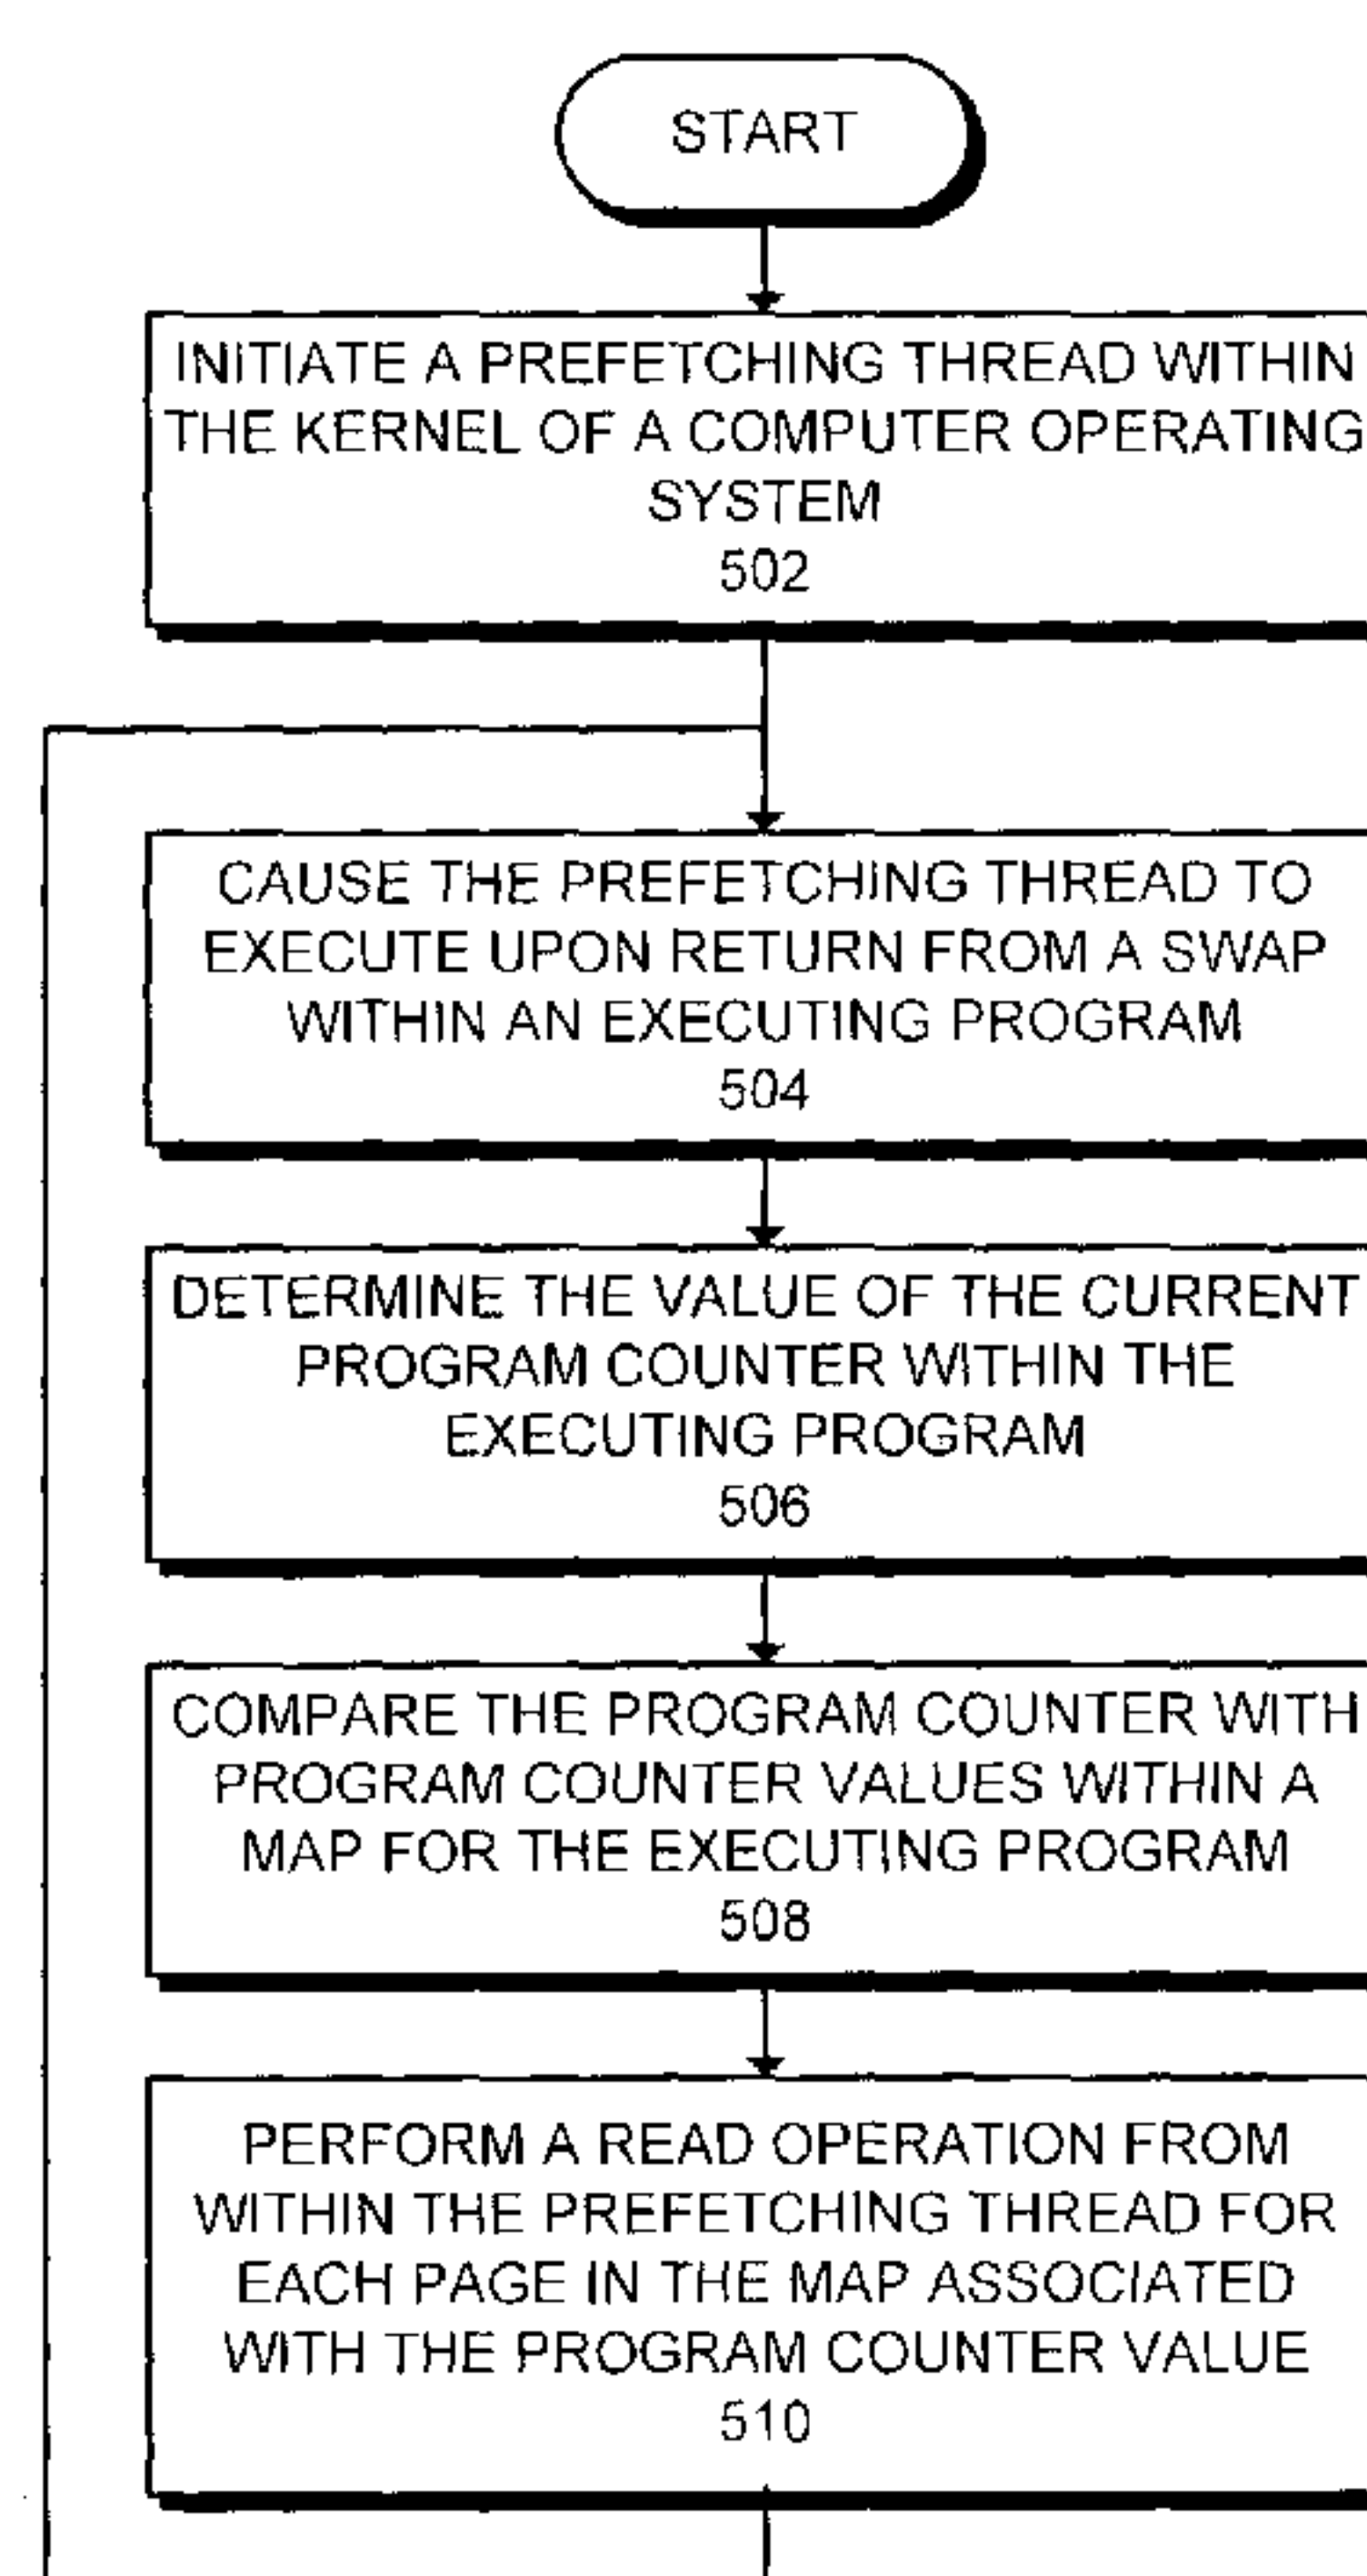 START
INITIATE A PREFETCHING THREAD WITHIN
THE KERNEL OF A COMPUTER OPERATING
SYSTEM
502
CAUSE THE PREFETCHING THREAD TO
EXECUTE UPON RETURN FROM A SWAP
WITHIN AN EXECUTING PROGRAM
504
DETERMINE THE VALUE OF THE CURRENT
PROGRAM COUNTER WITHIN THE
EXECUTING PROGRAM
506
COMPARE THE PROGRAM COUNTER WITH
PROGRAM COUNTER VALUES WITHIN A
MAP FOR THE EXECUTING PROGRAM
508
PERFORM A READ OPERATION FROM
WITHIN THE PREFETCHING THREAD FOR
EACH PAGE IN THE MAP ASSOCIATED
WITH THE PROGRAM COUNTER VALUE
510